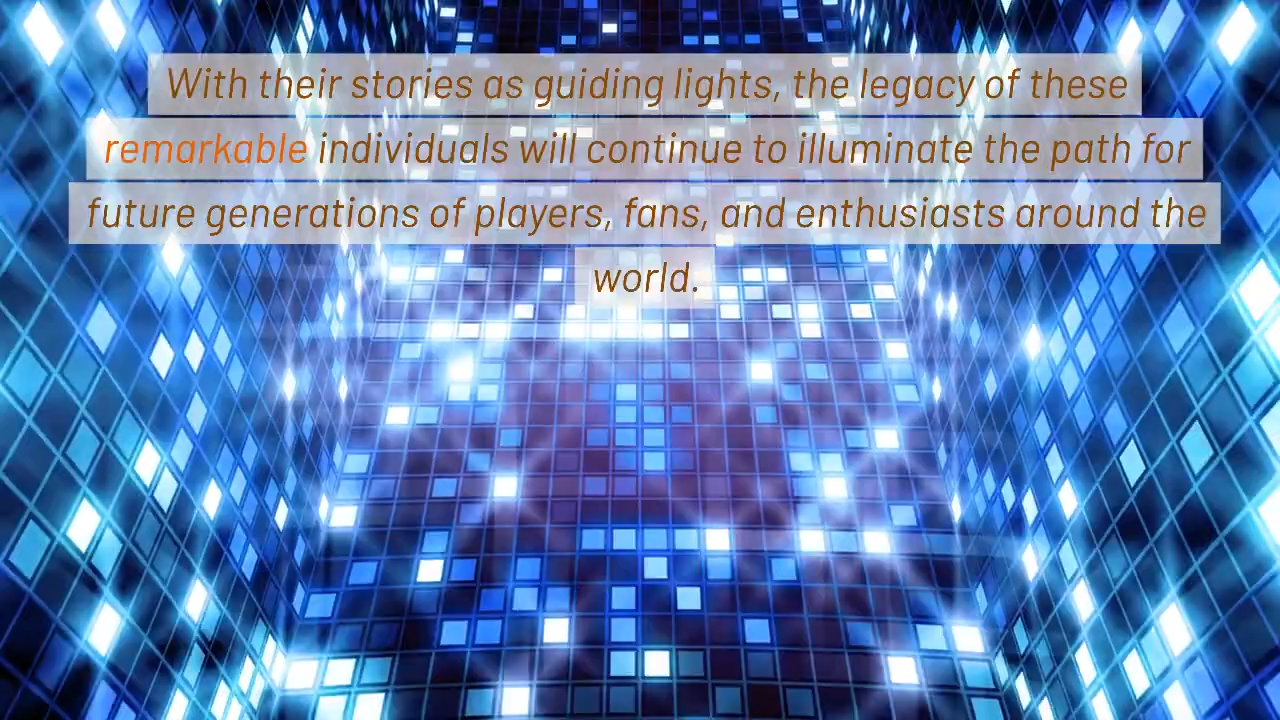 With their stories as guiding lights, the legacy of these
remarkable individuals will continue to illuminate the path for
future generations of players, fans, and enthusiasts around the
world.